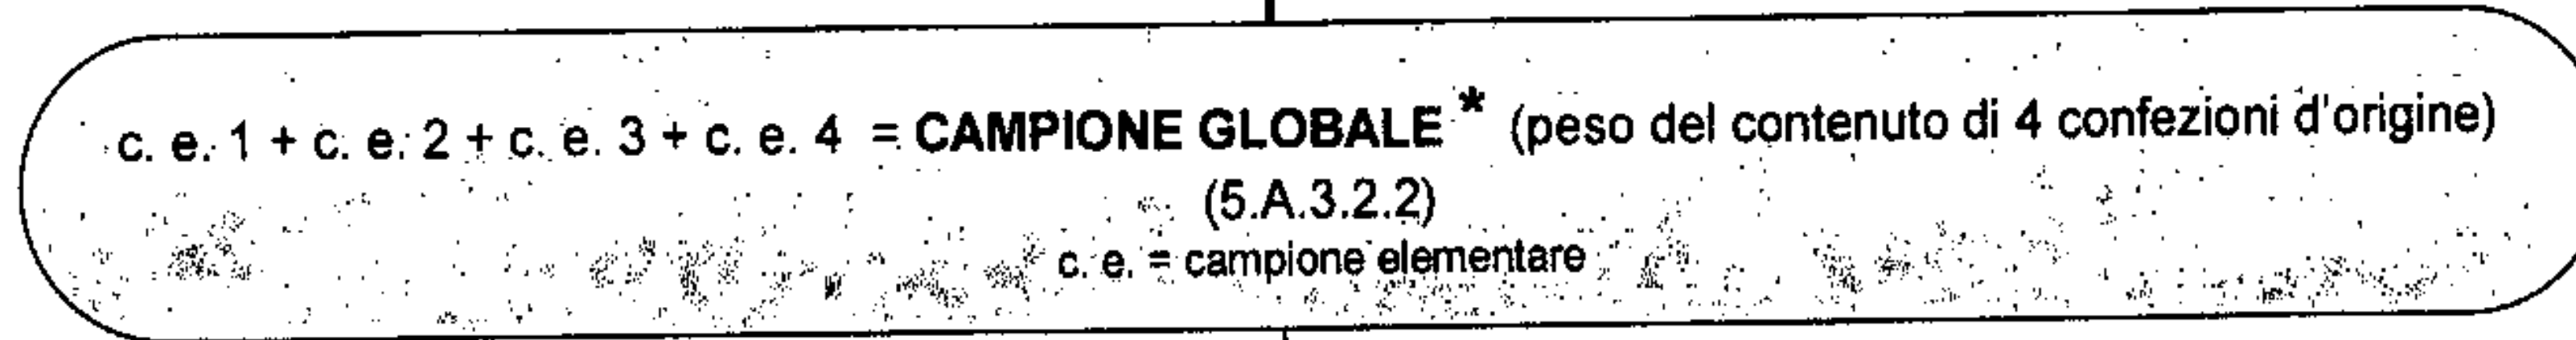 c. e. 1 + c. e. 2 + c. e. 3 + c. e. 4 = CAMPIONE GLOBALE * (peso del contenuto di 4 confezioni d'origine)
(5.A.3.2.2)
c. e. = campione elementare